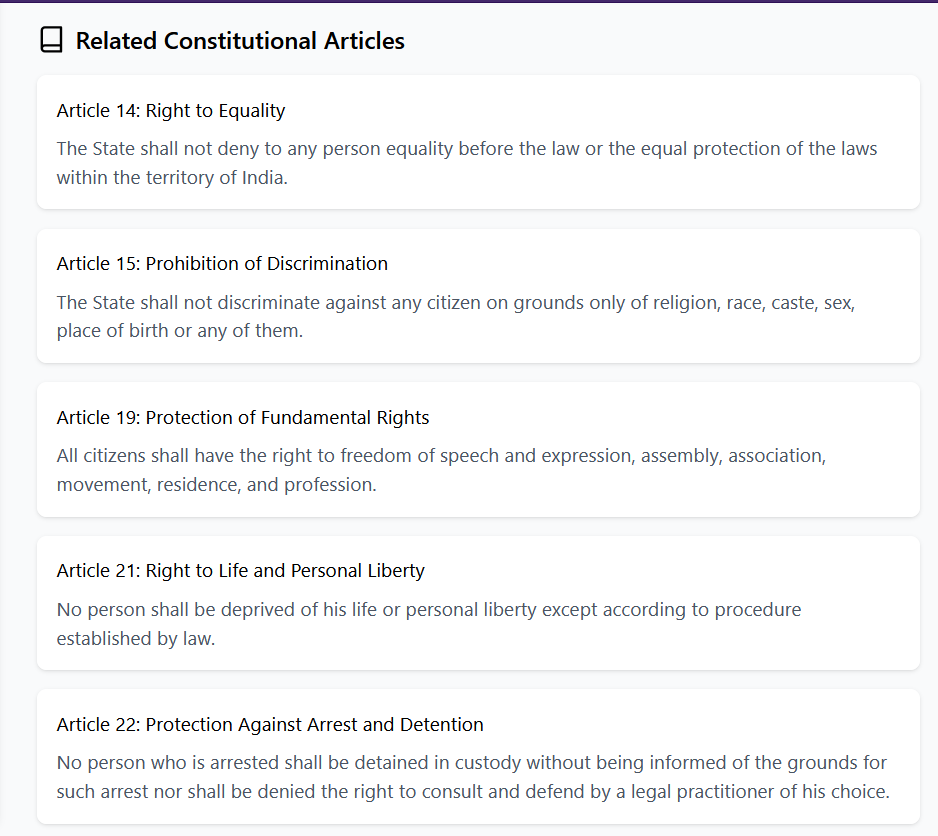 Related Constitutional Articles
Article 14: Right to Equality
The State shall not deny to any person equality before the law or the equal protection of the laws
within the territory of India.
Article 15: Prohibition of Discrimination
The State shall not discriminate against any citizen on grounds only of religion, race, caste, sex,
place of birth or any of them.
Article 19: Protection of Fundamental Rights
All citizens shall have the right to freedom of speech and expression, assembly, association,
movement, residence, and profession.
Article 21: Right to Life and Personal Liberty
No person shall be deprived of his life or personal liberty except according to procedure
established by law.
Article 22: Protection Against Arrest and Detention
No person who is arrested shall be detained in custody without being informed of the grounds for
such arrest nor shall be denied the right to consult and defend by a legal practitioner of his choice.